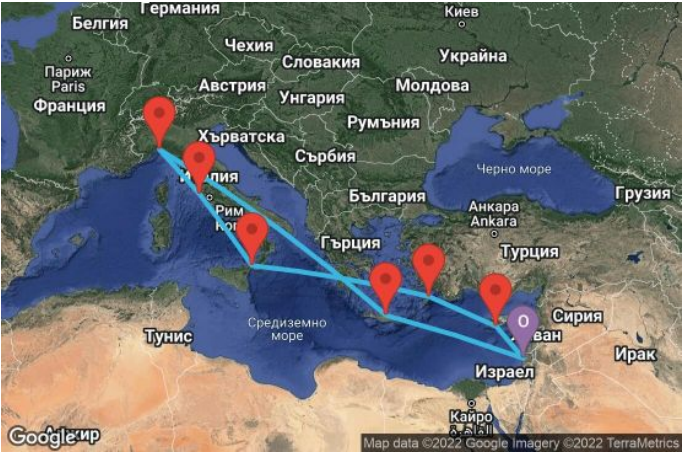 Германия
Киев
Белгия
Чехия
Словакия
Украйна
Париж
Paris
Франция
Австрия
Унгария
Молдова
Румъния
Хърватска
Сърбия
Черно море
Грузия
България
Анкара
Ankara
Рим
Гърция
Турция
Тунис
Средиземно
море
Сирия
Израел
Ирак
Кайро
القاهرة
Google
Map data ©2022 Google Imagery ©2022 TerraMetrics
O